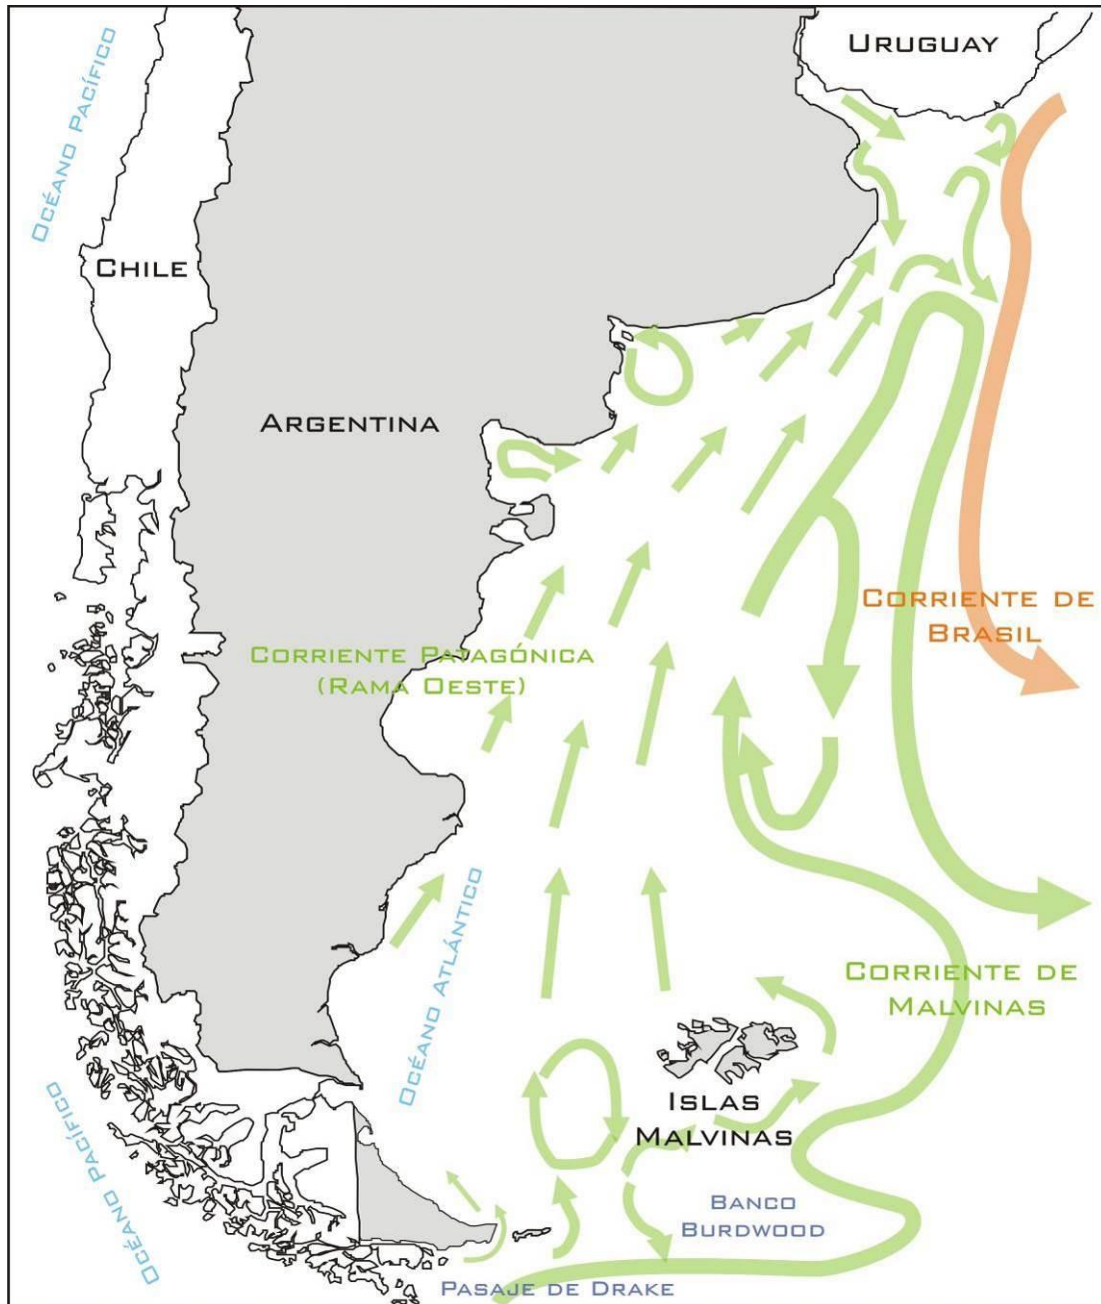 Océano Pacífico
Uruguay
Chile
Argentina
Corriente de
Brasil
Corriente Patagónica
(Rama Oeste)
Océano Atlántico
Corriente de
Malvinas
Islas
Malvinas
Océano Pacífico
Banco
Burdwood
Pasaje de Drake